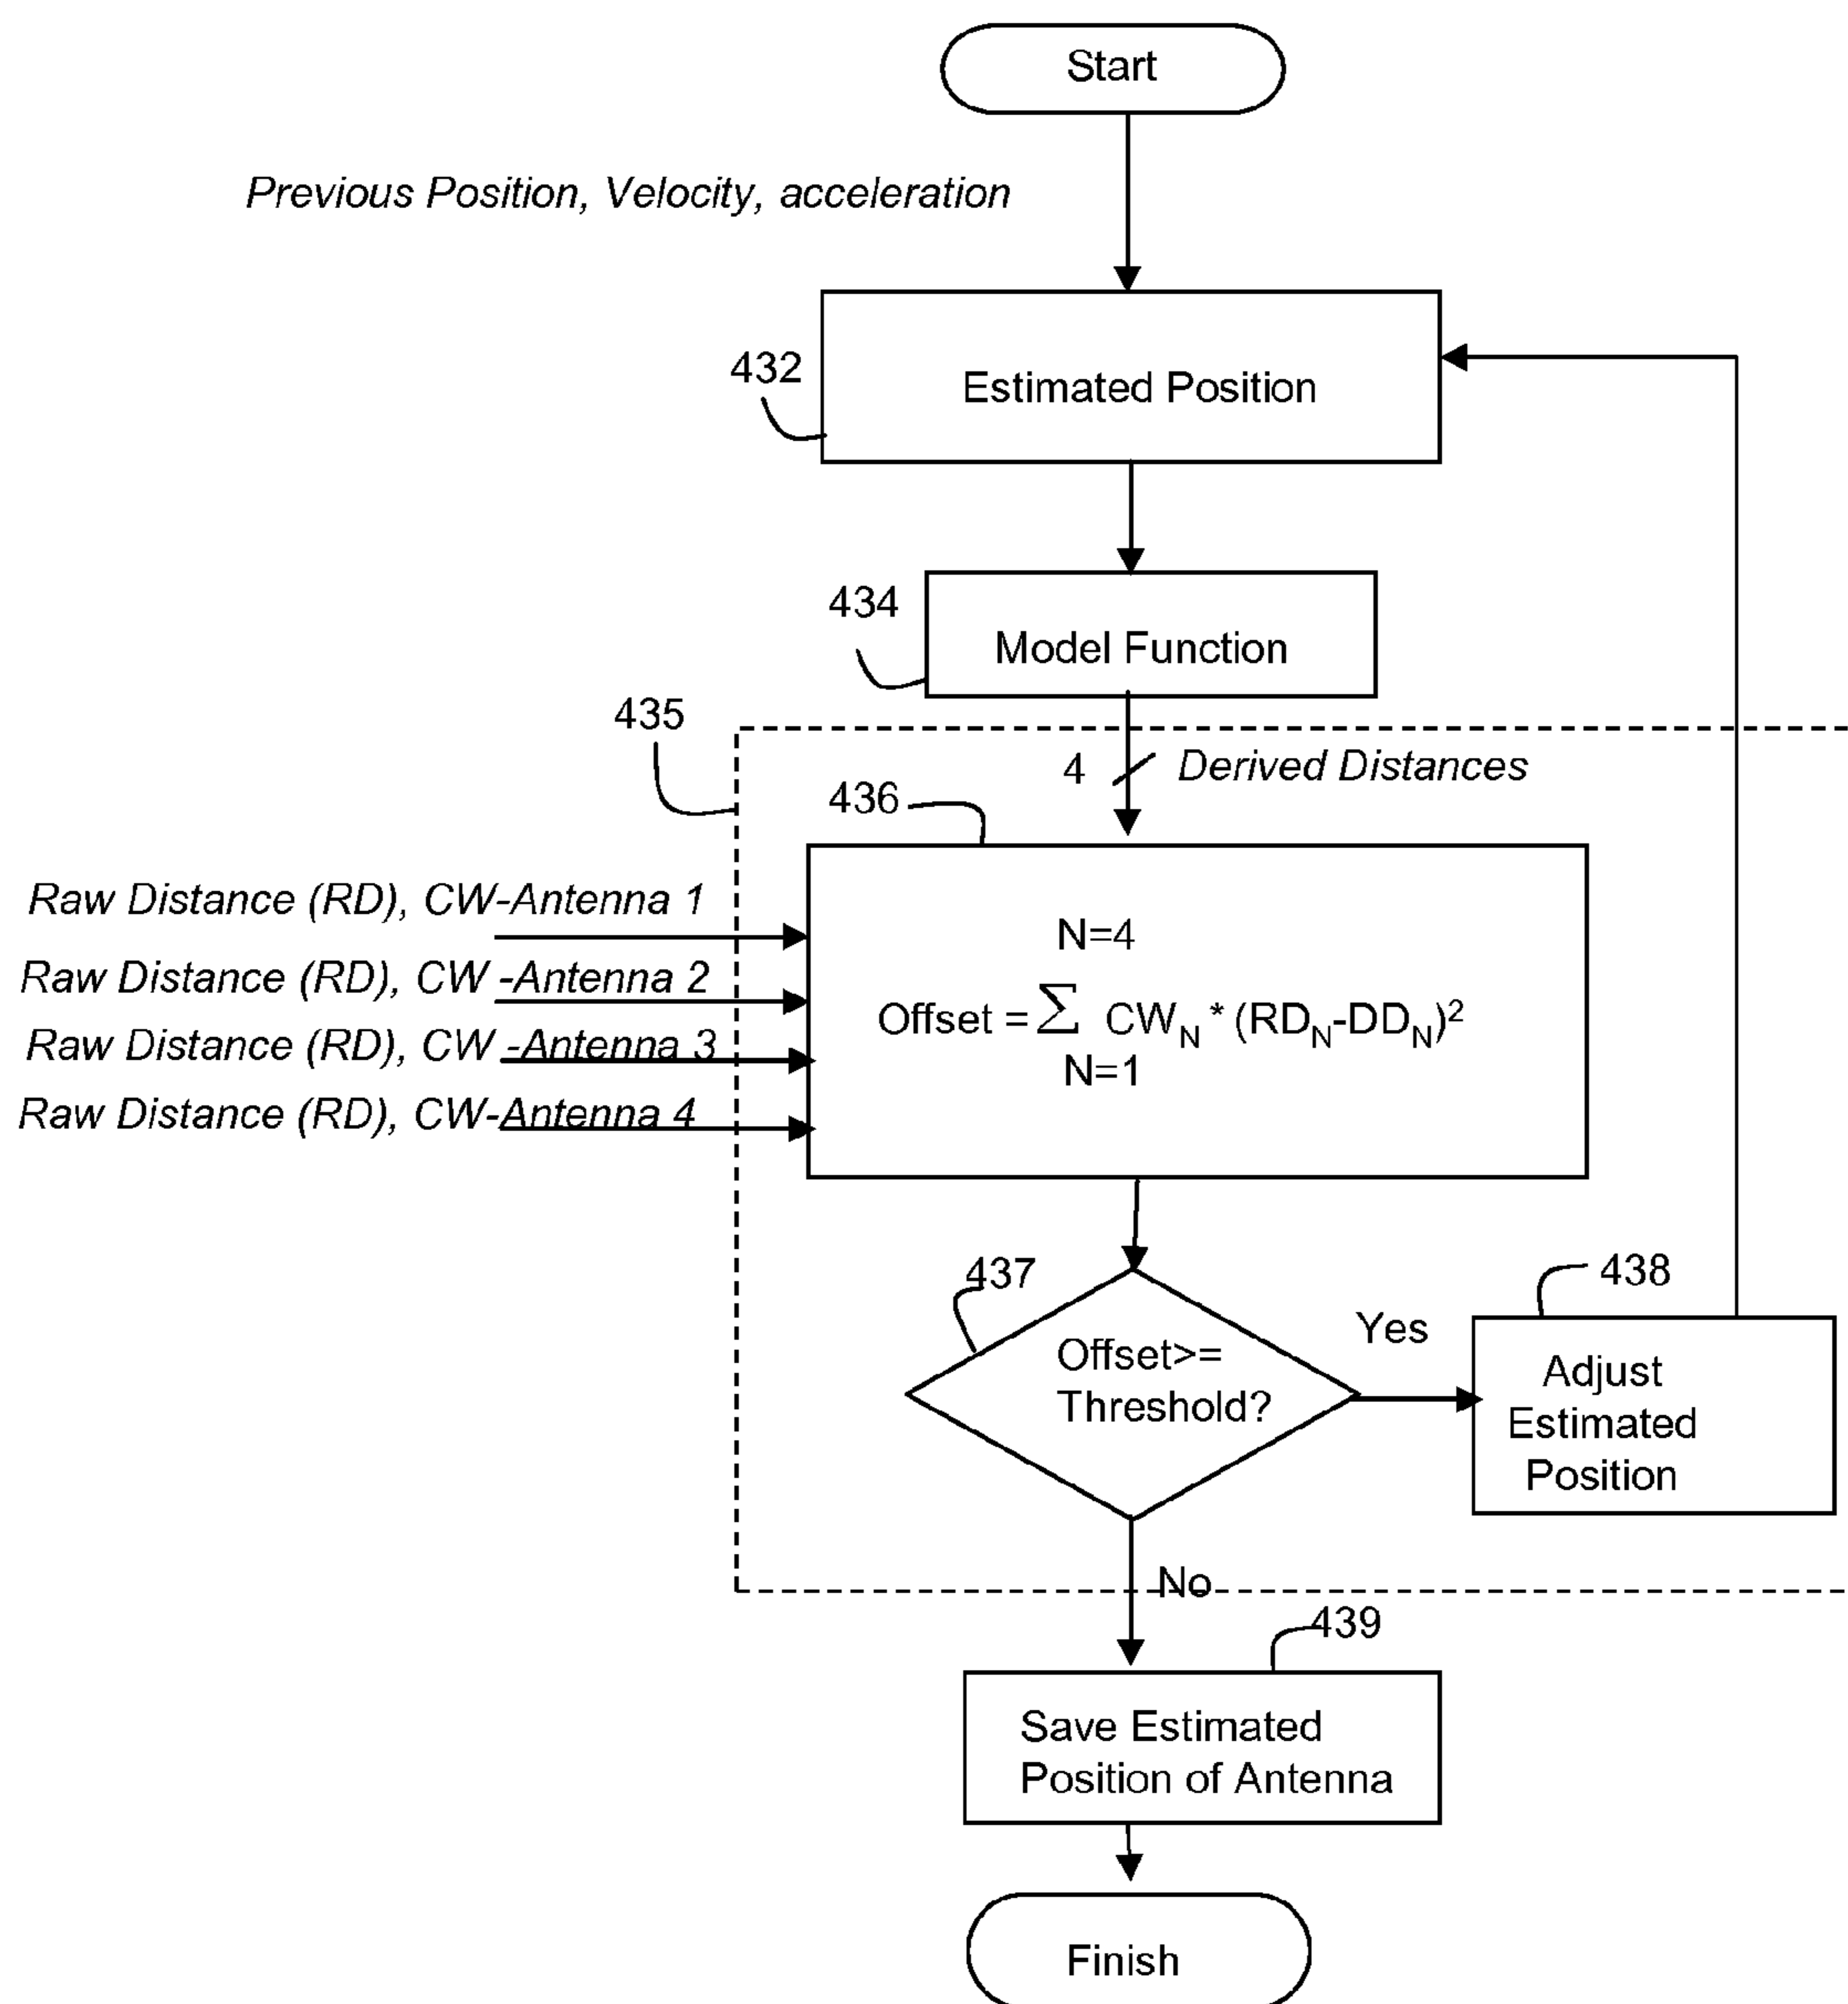 Start
Previous Position, Velocity, acceleration
432
Estimated Position
434
Model Function
435
4
Derived Distances
436
Raw Distance (RD), CW-Antenna 1
Raw Distance (RD), CW -Antenna 2
Raw Distance (RD), CW -Antenna 3
Raw Distance (RD), CW-Antenna 4
N=4
Offset = ∑ CW_N * (RD_N-DD_N)²
N=1
437
Offset>=
Threshold?
Yes
438
Adjust
Estimated
Position
No
439
Save Estimated
Position of Antenna
Finish